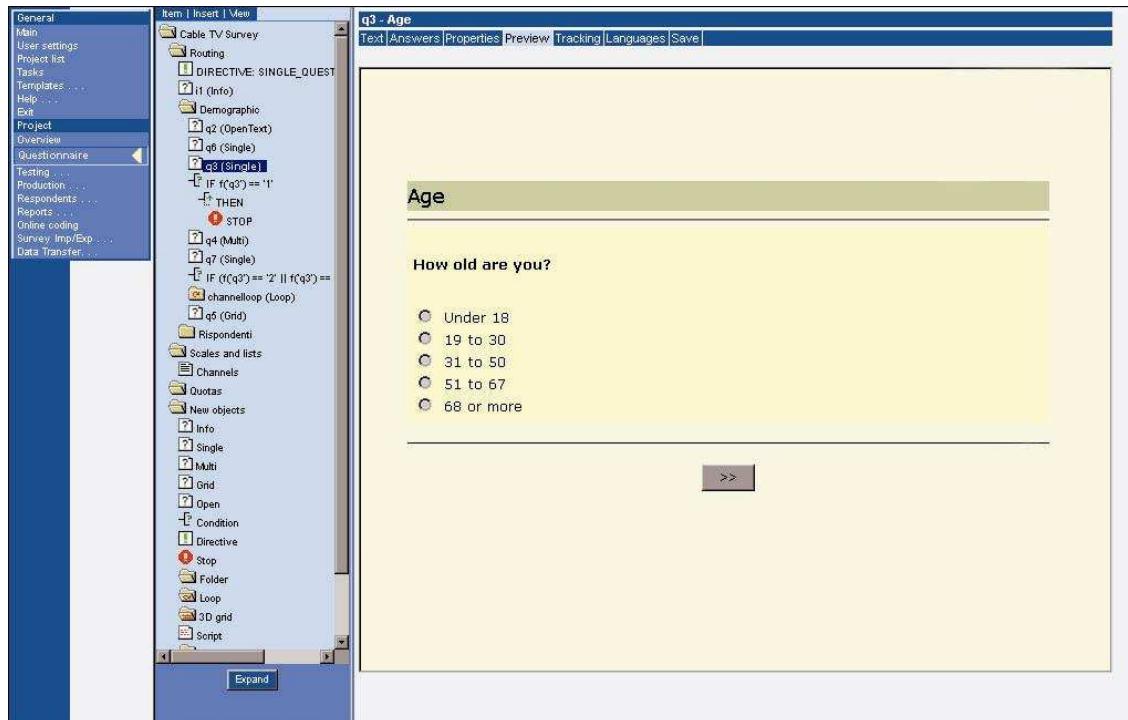 General
Main
User settings
Project list
Tasks
Templates . . .
Help . . .
Exit
Project
Overview
Questionnaire
Testing . . .
Production . . .
Respondents . . .
Reports . . .
Online coding
Survey Imp/Exp . . .
Data Transfer. . .
Item | Insert | View
Cable TV Survey
Routing
DIRECTIVE: SINGLE_QUEST
i1 (Info)
Demographic
q2 (OpenText)
q6 (Single)
q3 (Single)
IF f('q3') == '1'
THEN
STOP
q4 (Multi)
q7 (Single)
IF (f('q3') == '2' || f('q3') ==
channelloop (Loop)
q5 (Grid)
Rispondenti
Scales and lists
Channels
Quotas
New objects
Info
Single
Multi
Grid
Open
Condition
Directive
Stop
Folder
Loop
3D grid
Script
Expand
q3 - Age
Text|Answers|Properties|Preview|Tracking|Languages|Save|
Age
How old are you?
Under 18
19 to 30
31 to 50
51 to 67
68 or more
>>